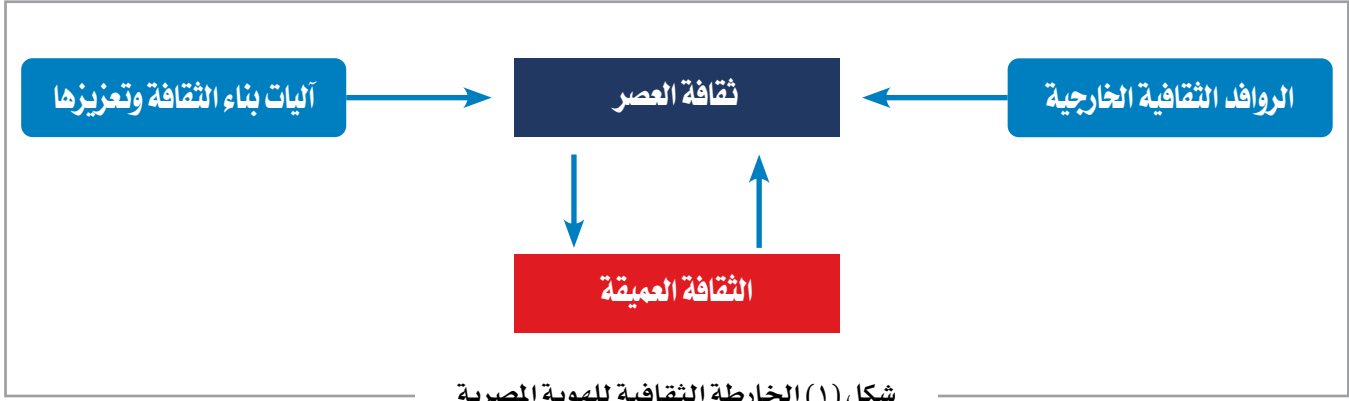 الروافد الثقافية الخارجية
ثقافة العصر
آليات بناء الثقافة وتعزيزها
الثقافة العميقة
شكل (١) الخارطة الثقافية للهوية المصرية